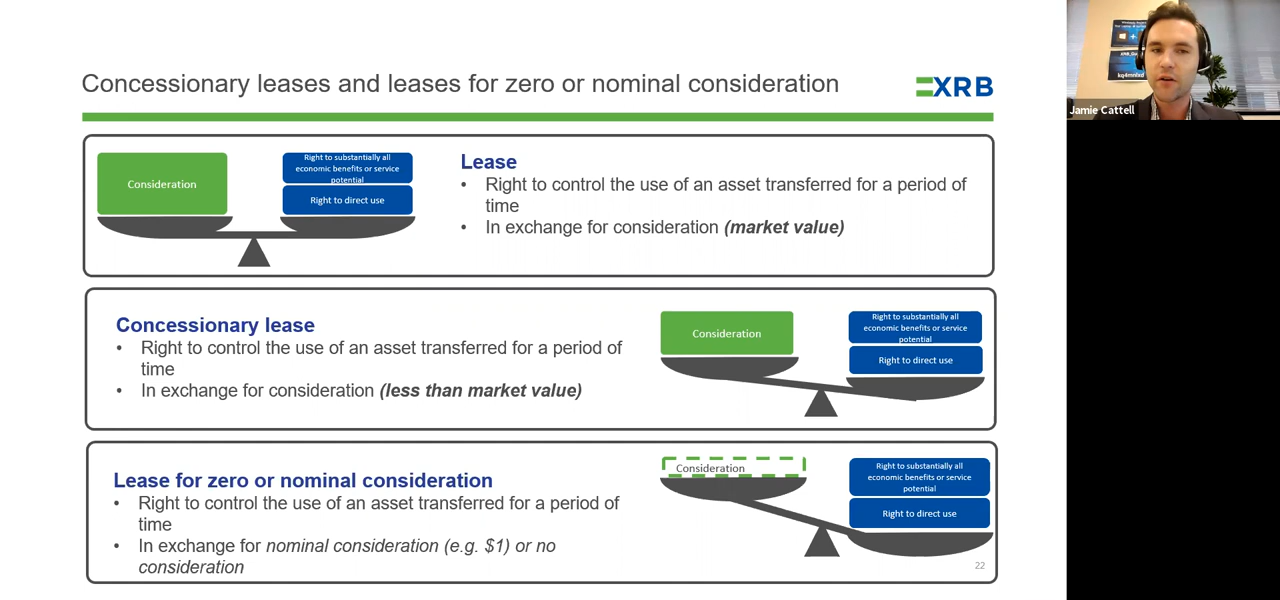 Concessionary leases and leases for zero or nominal consideration
XRB
Consideration
Right to substantially all
economic benefits or service
potential
Right to direct use
Lease
• Right to control the use of an asset transferred for a period of
time
• In exchange for consideration (market value)
Concessionary lease
• Right to control the use of an asset transferred for a period of
time
• In exchange for consideration (less than market value)
Consideration
Right to substantially all
economic benefits or service
potential
Right to direct use
Lease for zero or nominal consideration
• Right to control the use of an asset transferred for a period of
time
• In exchange for nominal consideration (e.g. $1) or no
consideration
Consideration
Right to substantially all
economic benefits or service
potential
Right to direct use
22
Jamie Cattell